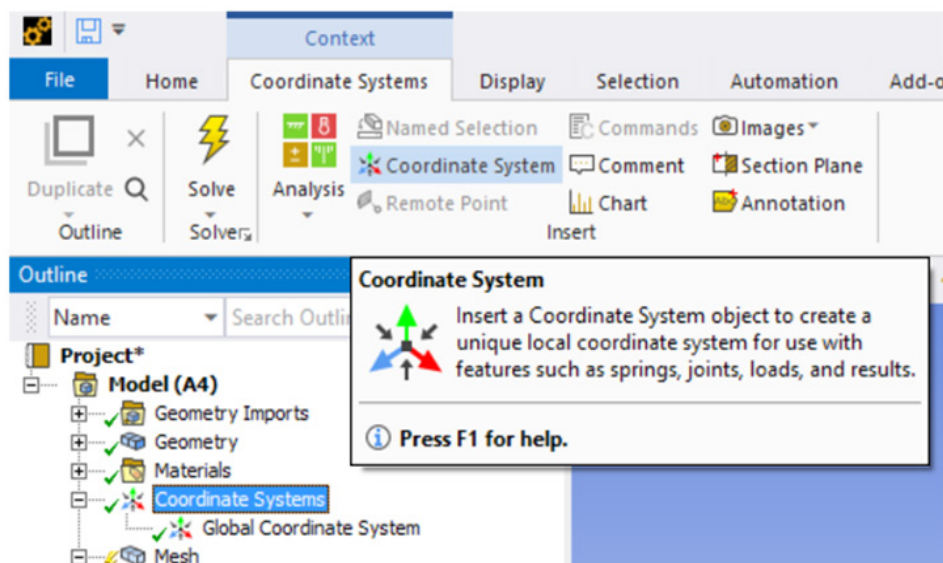 Context
File Home Coordinate Systems Display Selection Automation
Named Selection Commands Images
Duplicate Solve Analysis Coordinate System Comment Section Plane
Remote Point Chart Annotation
Outline Solver Insert
Outline
Name Search
Coordinate System
Insert a Coordinate System object to create a
unique local coordinate system for use with
features such as springs, joints, loads, and results.
Press F1 for help.
Project*
Model (A4)
Geometry Imports
Geometry
Materials
Coordinate Systems
Global Coordinate System
Mesh